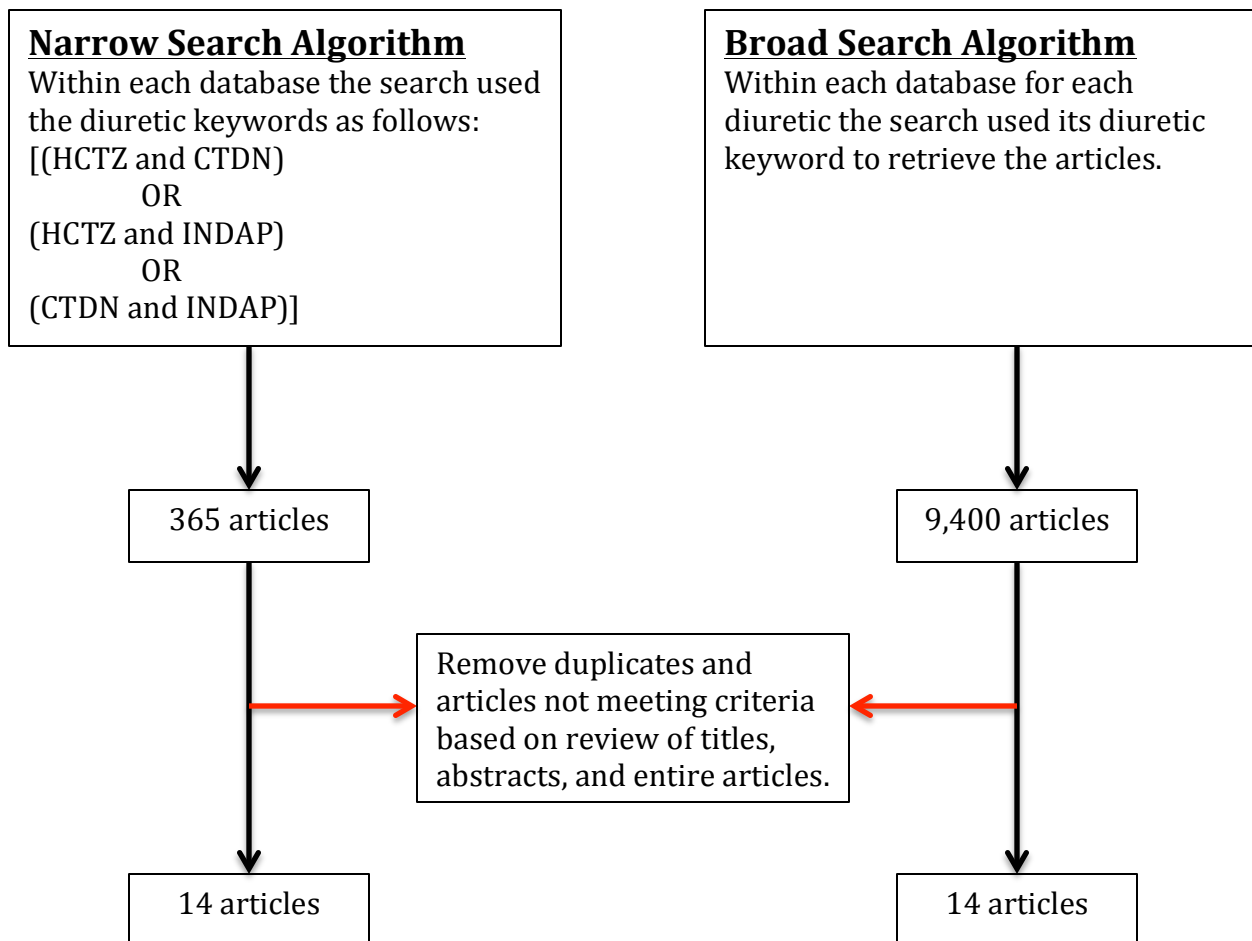 Narrow Search Algorithm
Within each database the search used
the diuretic keywords as follows:
[(HCTZ and CTDN)
OR
(HCTZ and INDAP)
OR
(CTDN and INDAP)]
Broad Search Algorithm
Within each database for each
diuretic the search used its diuretic
keyword to retrieve the articles.
365 articles
9,400 articles
Remove duplicates and
articles not meeting criteria
based on review of titles,
abstracts, and entire articles.
14 articles
14 articles